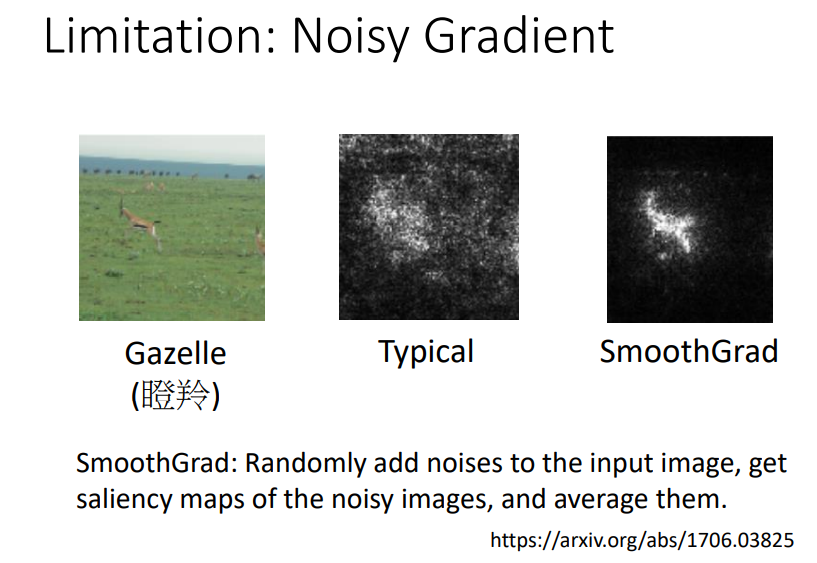 Limitation: Noisy Gradient
Gazelle
(瞪羚)
Typical
SmoothGrad
SmoothGrad: Randomly add noises to the input image, get
saliency maps of the noisy images, and average them.
https://arxiv.org/abs/1706.03825